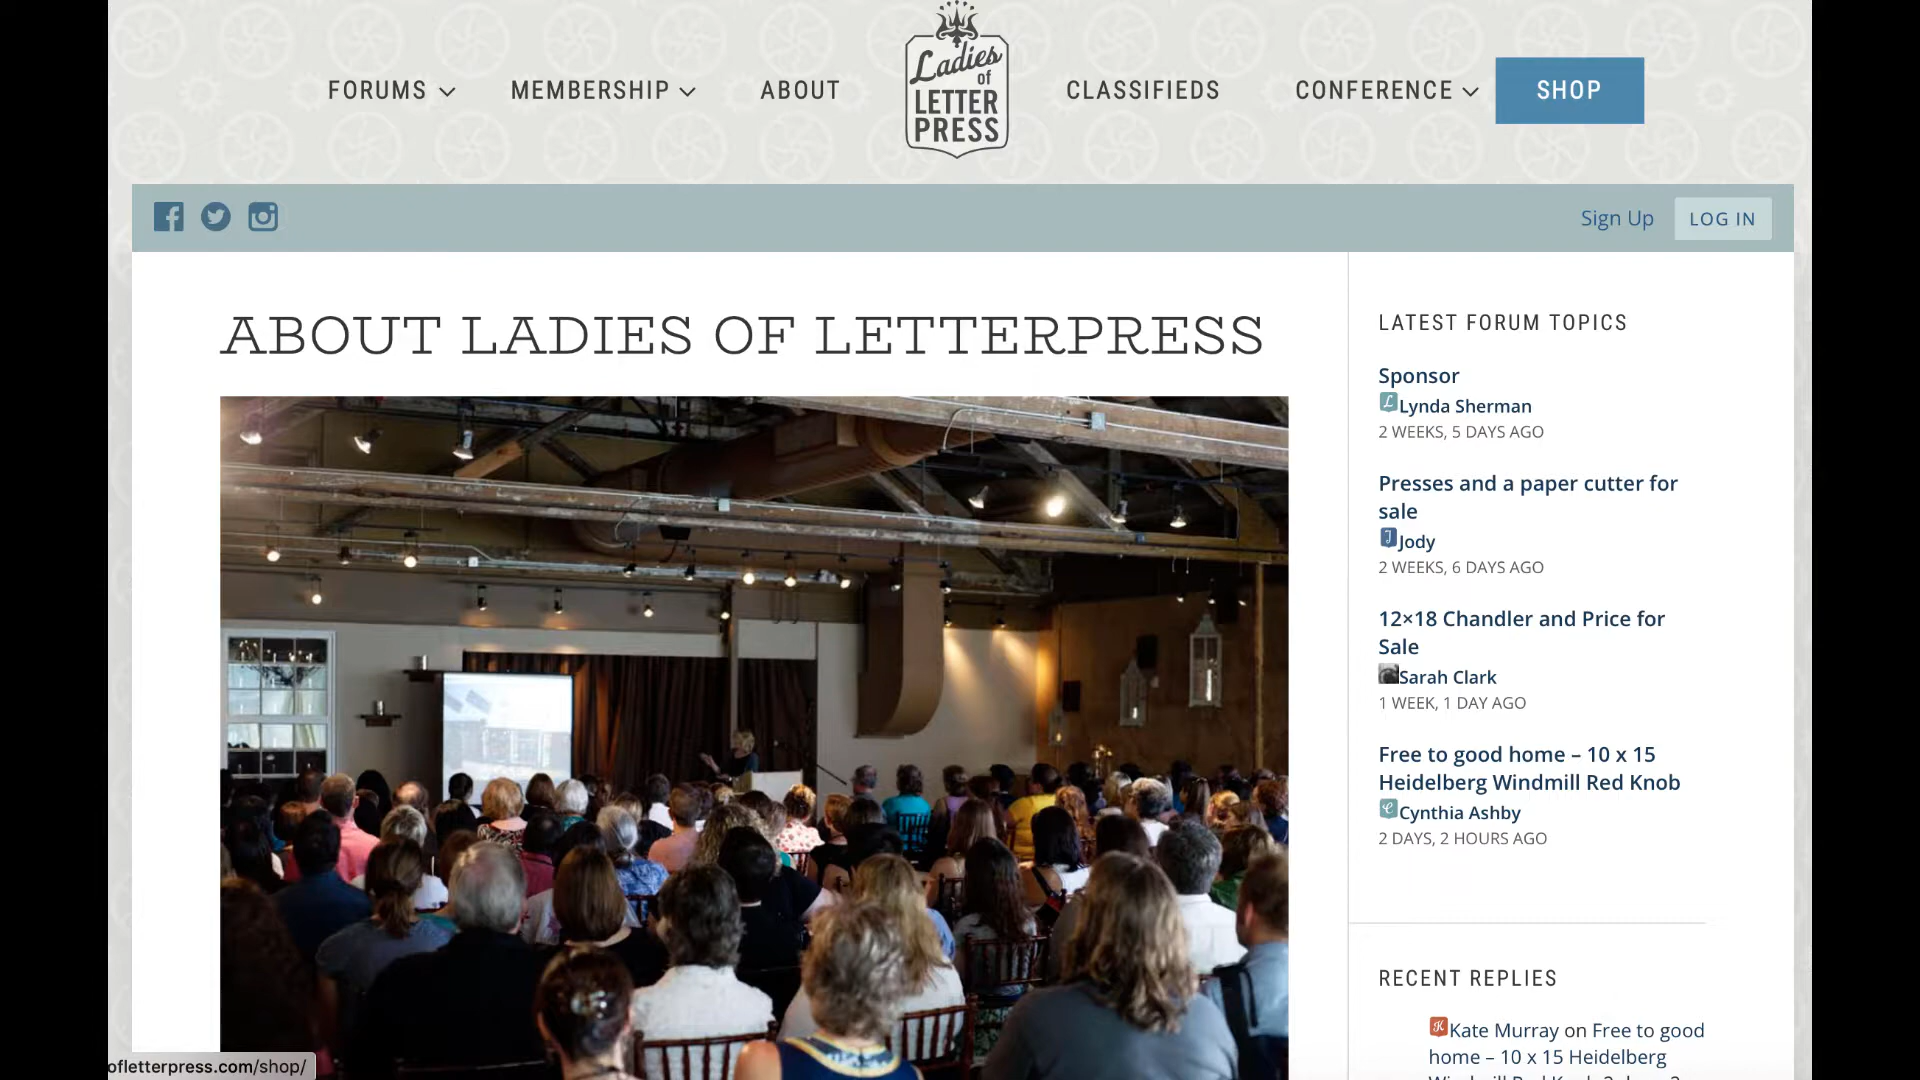 FORUMS MEMBERSHIP ABOUT CLASSIFIEDS CONFERENCE SHOP
Ladies
of
LETTER
PRESS
Sign Up LOG IN
ABOUT LADIES OF LETTERPRESS
LATEST FORUM TOPICS
Sponsor
Lynda Sherman
2 WEEKS, 5 DAYS AGO
Presses and a paper cutter for
sale
Jody
2 WEEKS, 6 DAYS AGO
12×18 Chandler and Price for
Sale
Sarah Clark
1 WEEK, 1 DAY AGO
Free to good home – 10 x 15
Heidelberg Windmill Red Knob
Cynthia Ashby
2 DAYS, 2 HOURS AGO
RECENT REPLIES
Kate Murray on Free to good
home – 10 x 15 Heidelberg
ofletterpress.com/shop/